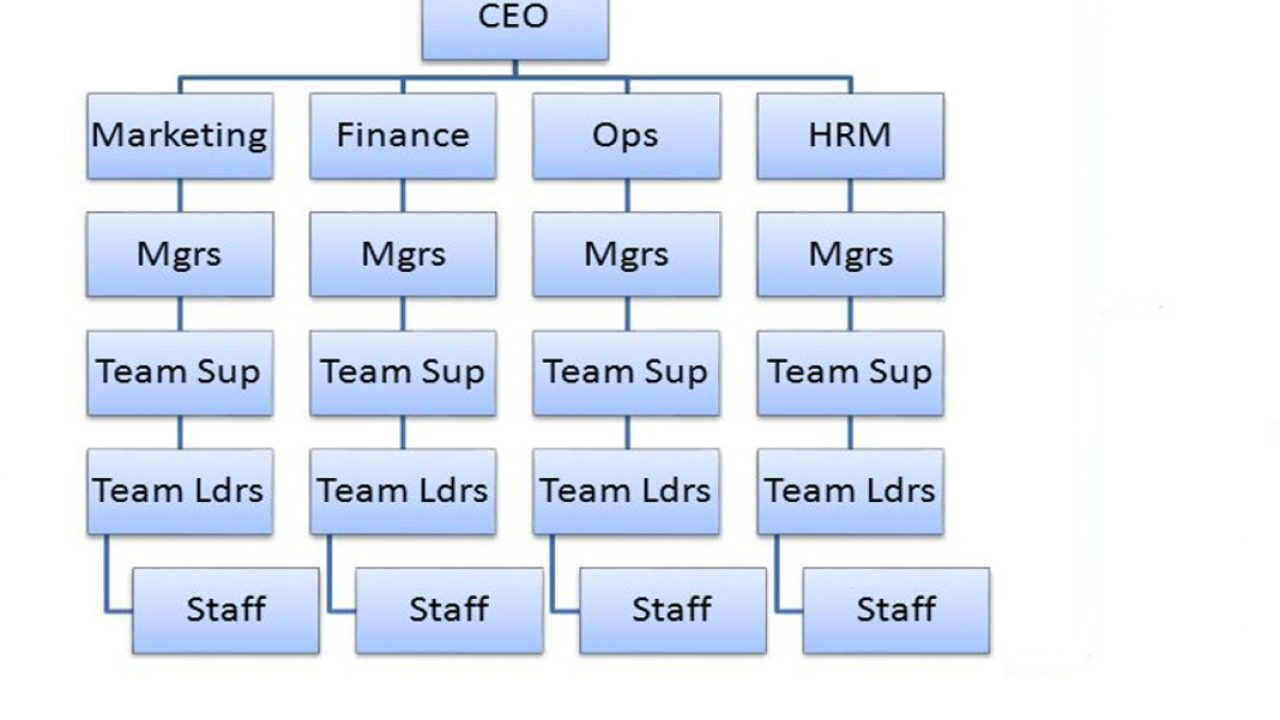 CEO
Marketing Finance Ops HRM
Mgrs Mgrs Mgrs Mgrs
Team Sup Team Sup Team Sup Team Sup
Team Ldrs Team Ldrs Team Ldrs Team Ldrs
Staff Staff Staff Staff